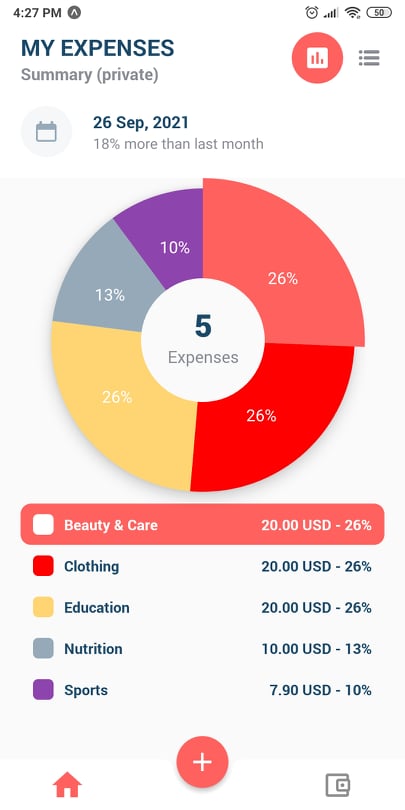 4:27 PM
50
MY EXPENSES
Summary (private)
26 Sep, 2021
18% more than last month
10%
26%
13%
5
Expenses
26%
26%
Beauty & Care 20.00 USD - 26%
Clothing 20.00 USD - 26%
Education 20.00 USD - 26%
Nutrition 10.00 USD - 13%
Sports 7.90 USD - 10%
+